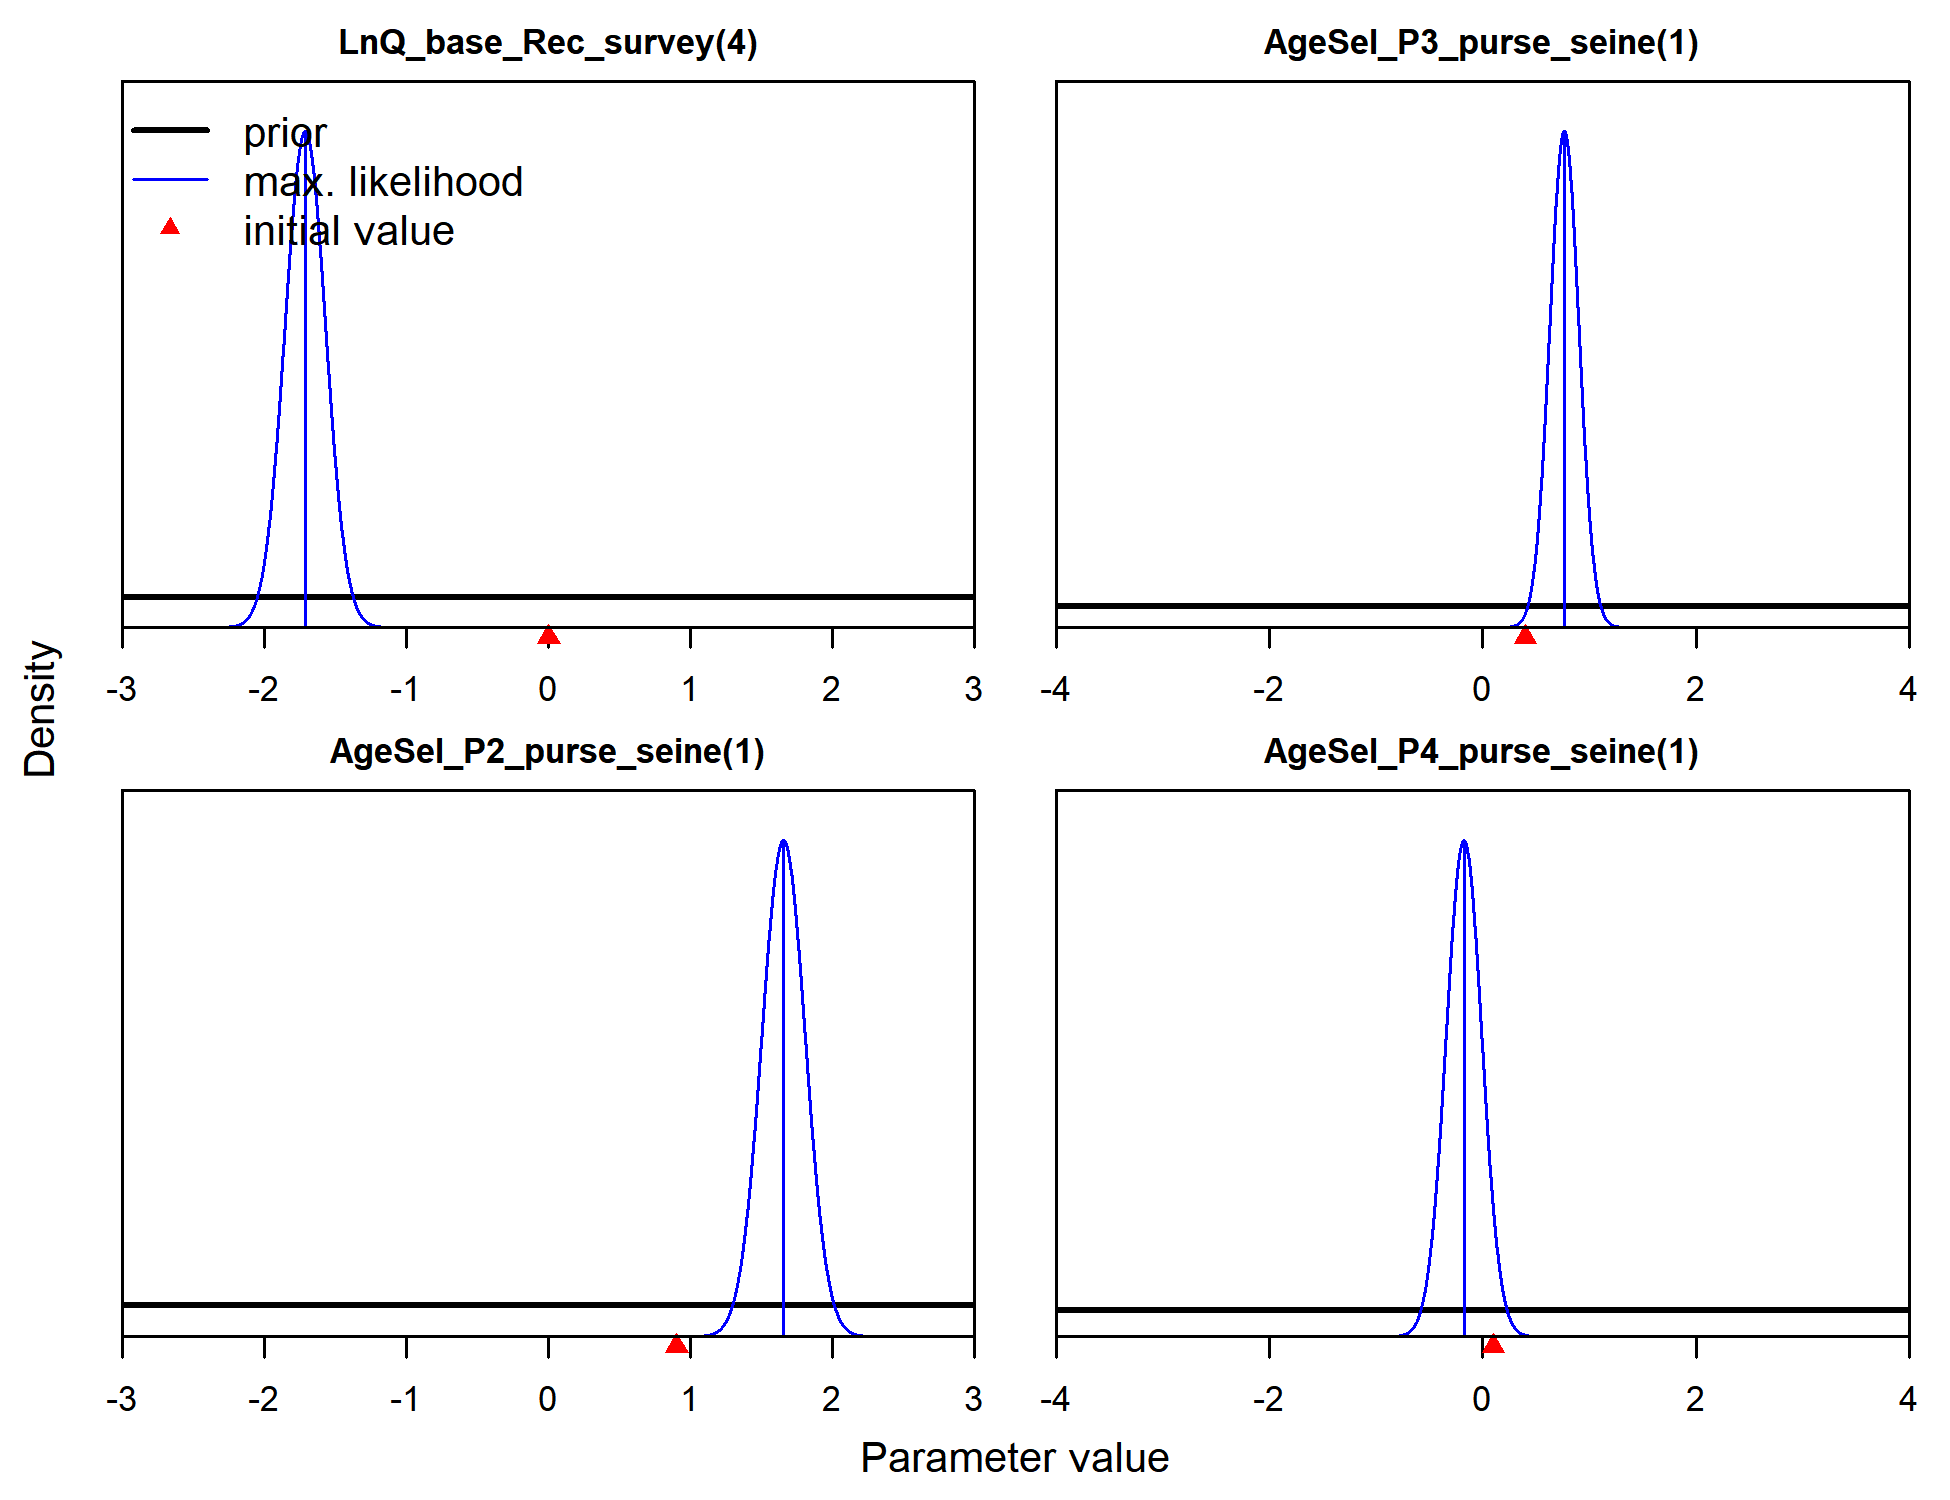 LnQ_base_Rec_survey(4)
prior
max. likelihood
initial value
-3 -2 -1 0 1 2 3
AgeSel_P3_purse_seine(1)
-4 -2 0 2 4
AgeSel_P2_purse_seine(1)
-3 -2 -1 0 1 2 3
AgeSel_P4_purse_seine(1)
-4 -2 0 2 4
Density
Parameter value